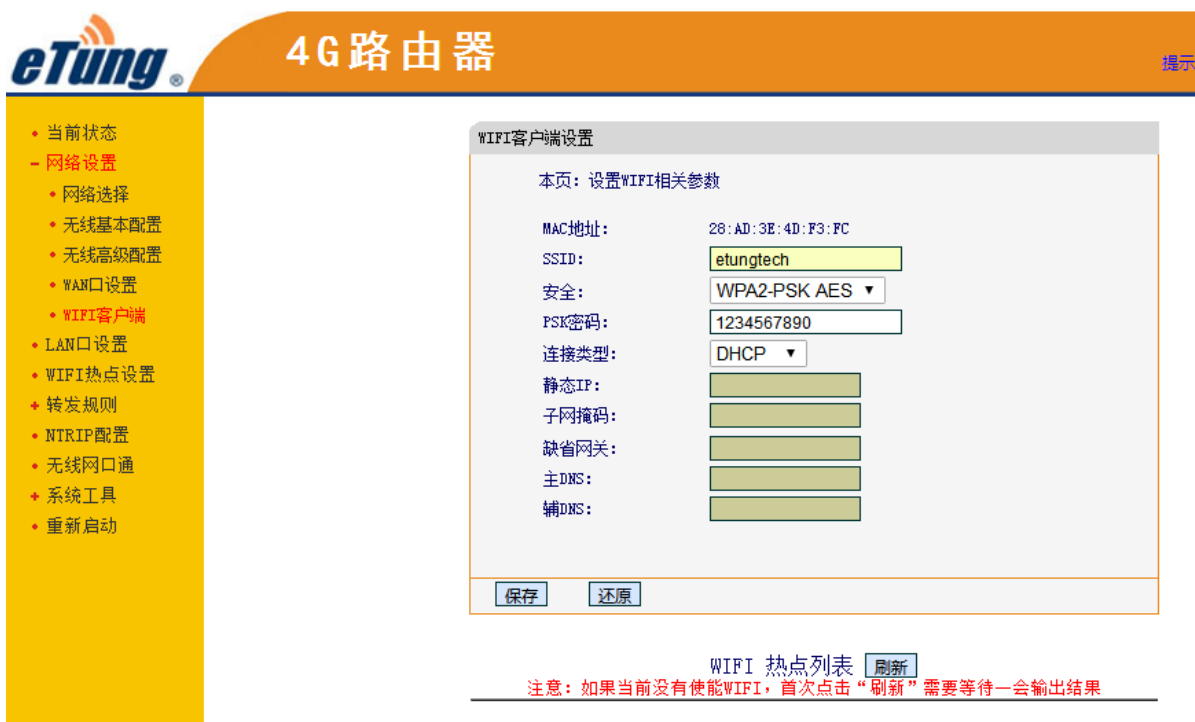 eTung®
4G路由器
提示
当前状态
网络设置
网络选择
无线基本配置
无线高级配置
WAN口设置
WIFI客户端
LAN口设置
WIFI热点设置
转发规则
NTRIP配置
无线网口通
系统工具
重新启动
WIFI客户端设置
本页：设置WIFI相关参数
MAC地址： 28:AD:3E:4D:F3:FC
SSID： etungtech
安全： WPA2-PSK AES
PSK密码： 1234567890
连接类型： DHCP
静态IP：
子网掩码：
缺省网关：
主DNS：
辅DNS：
保存 还原
WIFI 热点列表 刷新
注意：如果当前没有使能WIFI，首次点击“刷新”需要等待一会输出结果